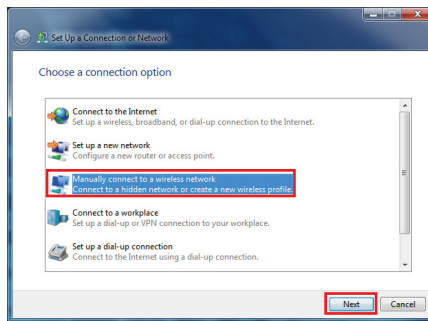 Set Up a Connection or Network
Choose a connection option
Connect to the Internet
Set up a wireless, broadband, or dial-up connection to the Internet.
Set up a new network
Configure a new router or access point.
Manually connect to a wireless network
Connect to a hidden network or create a new wireless profile.
Connect to a workplace
Set up a dial-up or VPN connection to your workplace.
Set up a dial-up connection
Connect to the Internet using a dial-up connection.
Next
Cancel